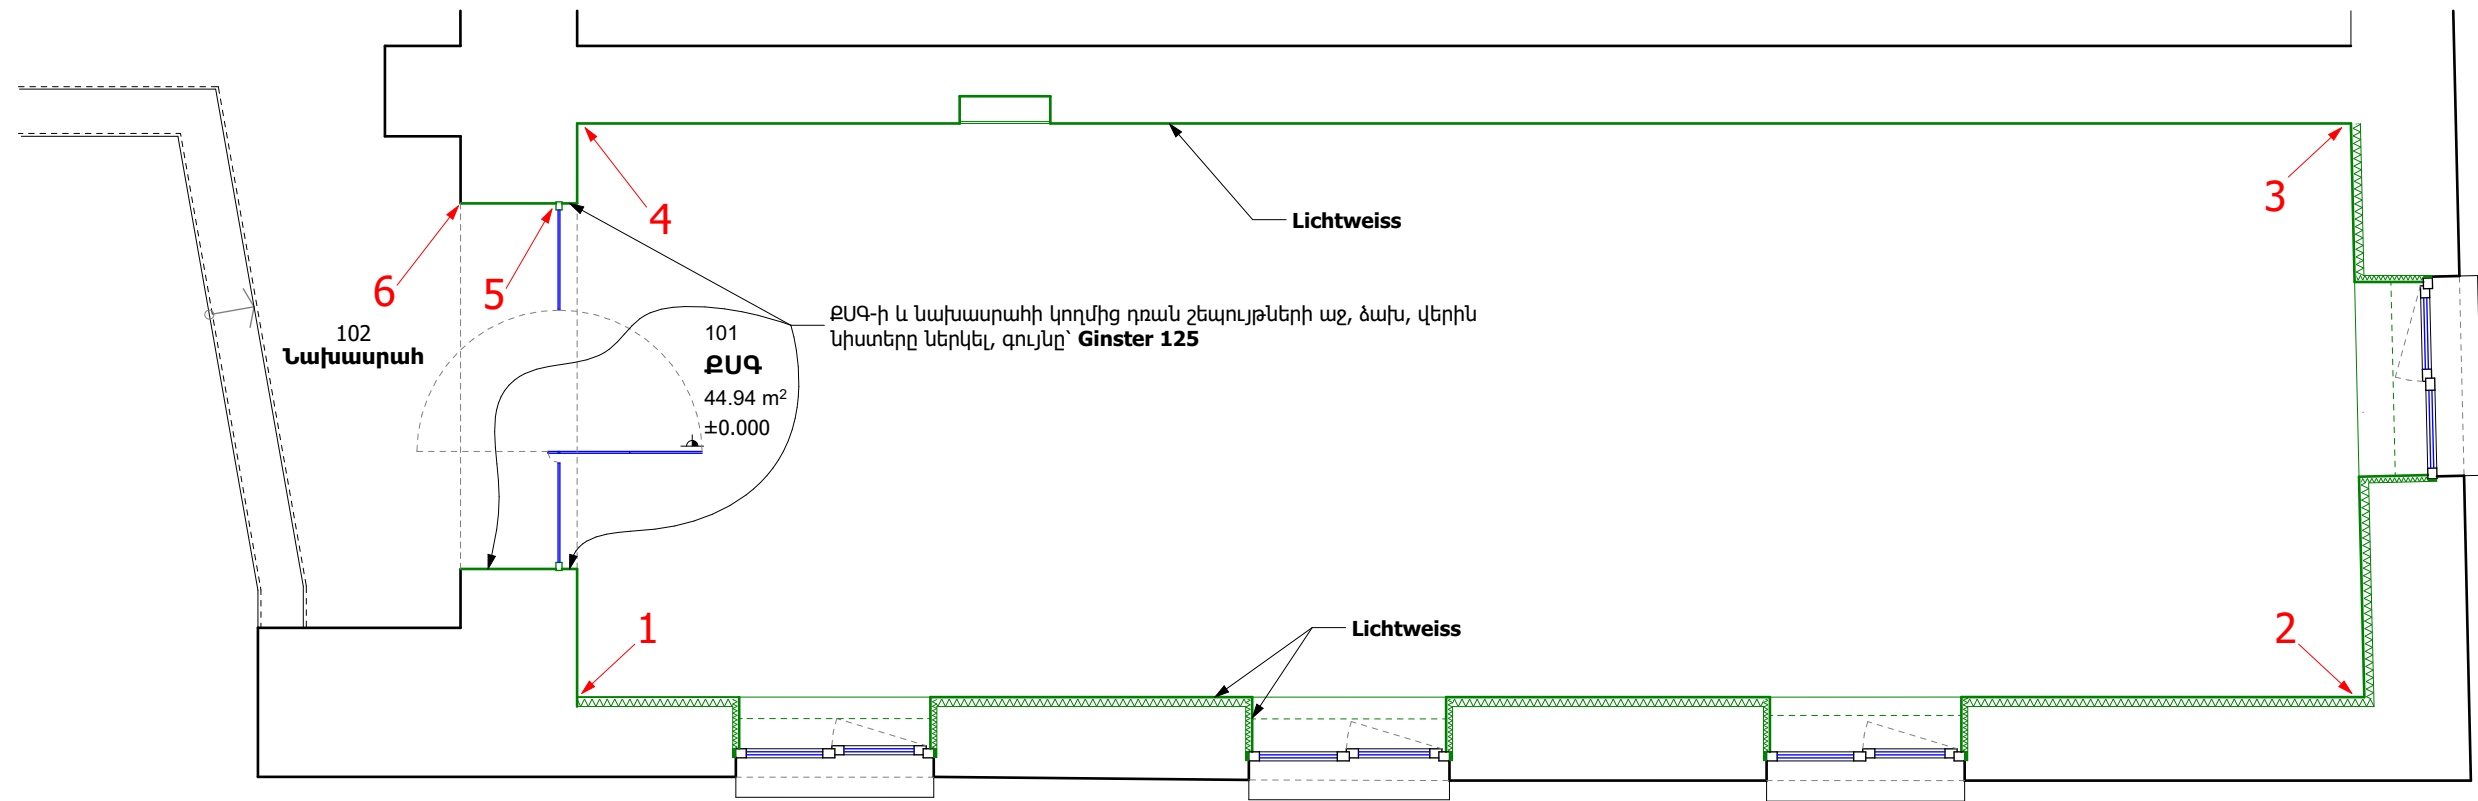 4
3
Lichtweiss
6
5
ՔՍԳ-ի և նախասրահի կողմից դռան շեպույթների աջ, ձախ, վերին
նիստերը ներկել, գույնը՝ Ginster 125
102
Նախասրահ
101
ՔՍԳ
44.94 m²
±0.000
1
Lichtweiss
2